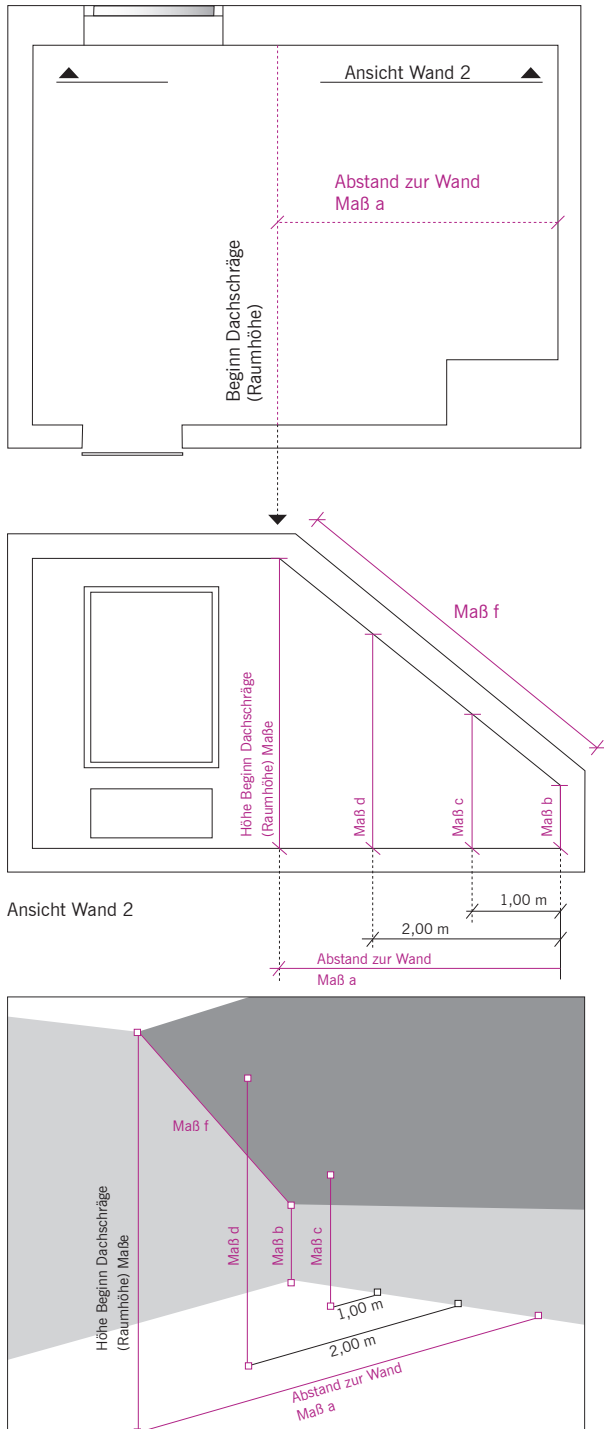 Ansicht Wand 2
Abstand zur Wand
Maß a
Beginn Dachschräge
(Raumhöhe)
Maß f
Höhe Beginn Dachschräge
(Raumhöhe) Maße
Maß d
Maß c
Maß b
Ansicht Wand 2
1,00 m
2,00 m
Abstand zur Wand
Maß a
Maß f
Höhe Beginn Dachschräge
(Raumhöhe) Maße
Maß d
Maß b
Maß c
1,00 m
2,00 m
Abstand zur Wand
Maß a